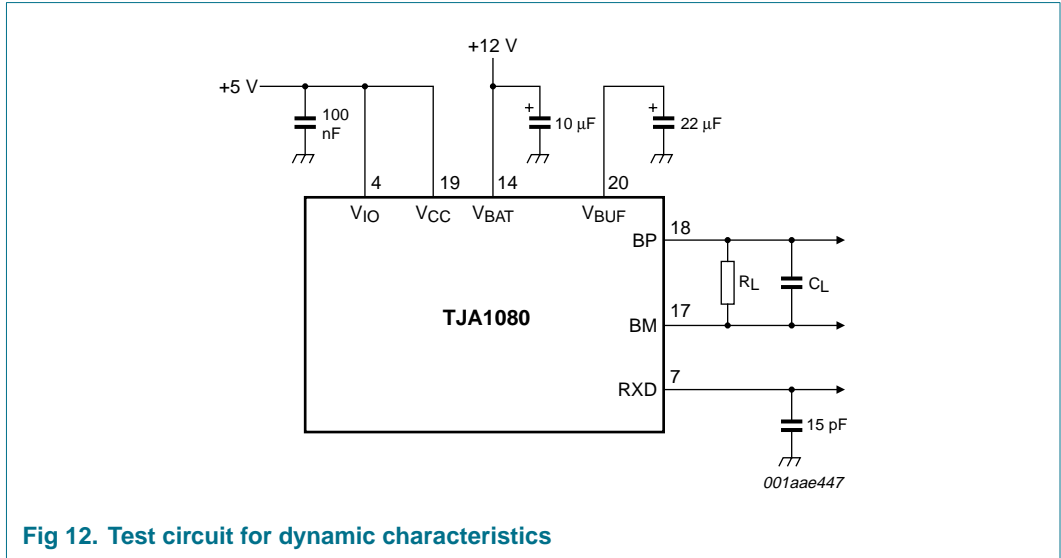 +12 V
+5 V
100
nF
+
10 μF
+
22 μF
4
19
14
20
VIO
VCC
VBAT
VBUF
BP
18
RL
CL
TJA1080
BM
17
RXD
7
15 pF
001aae447
Fig 12. Test circuit for dynamic characteristics